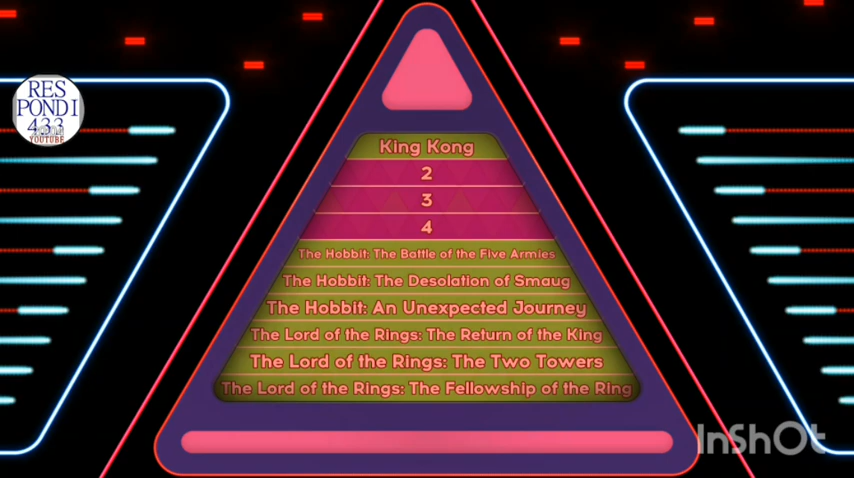 RES
PONDI
433
YOUTUBE
King Kong
2
3
4
The Hobbit: The Battle of the Five Armies
The Hobbit: The Desolation of Smaug
The Hobbit: An Unexpected Journey
The Lord of the Rings: The Return of the King
The Lord of the Rings: The Two Towers
The Lord of the Rings: The Fellowship of the Ring
InShOt